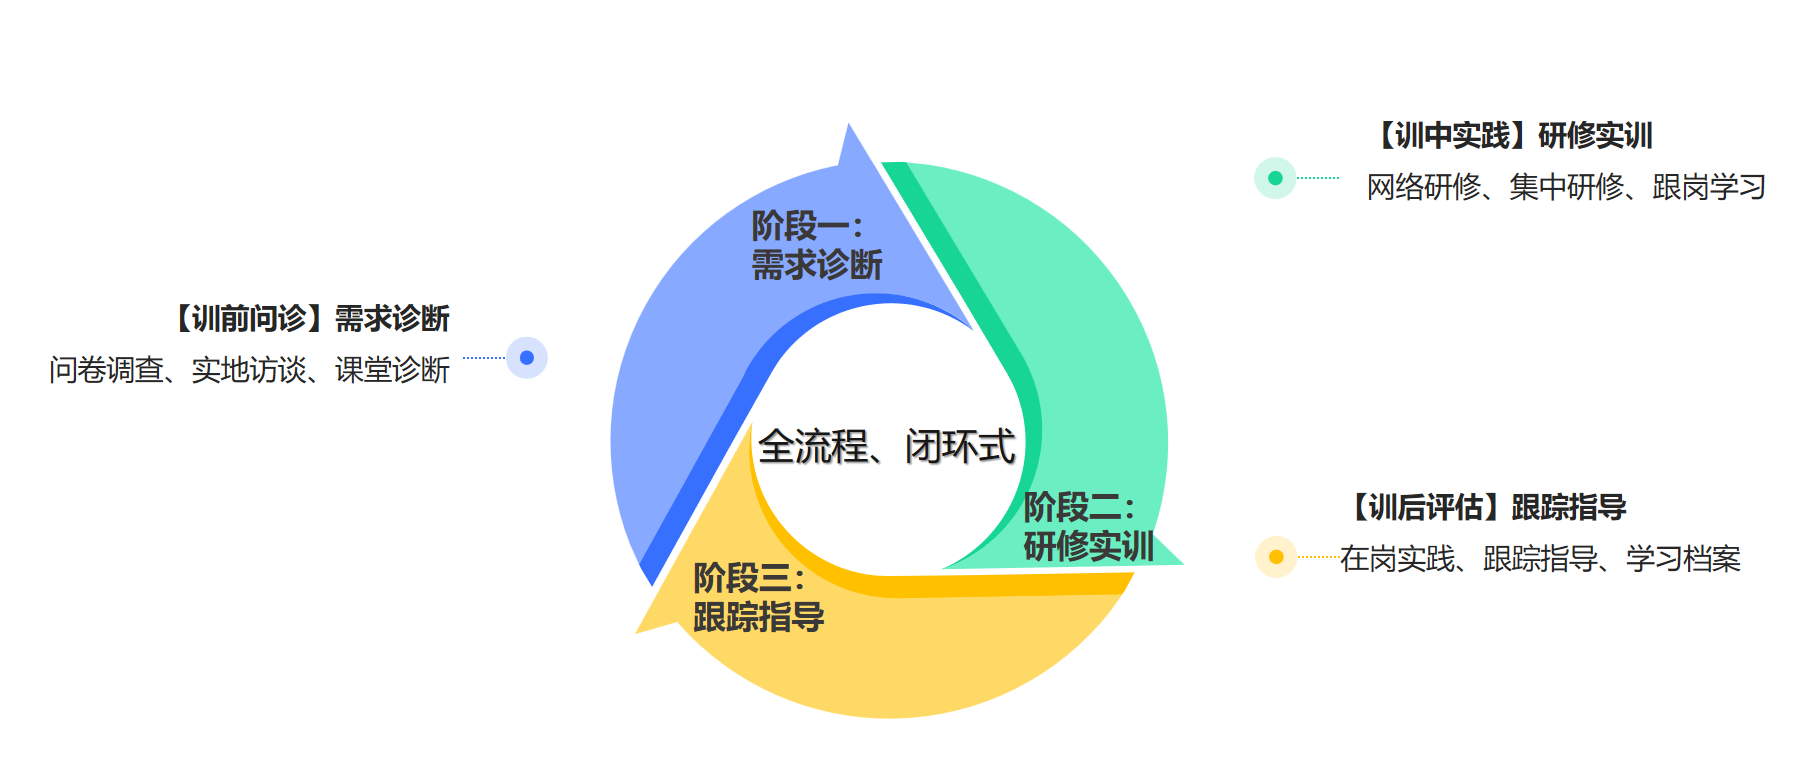 【训前问诊】需求诊断
问卷调查、实地访谈、课堂诊断
阶段一：
需求诊断
全流程、闭环式
阶段二：
研修实训
阶段三：
跟踪指导
【训中实践】研修实训
网络研修、集中研修、跟岗学习
【训后评估】跟踪指导
在岗实践、跟踪指导、学习档案